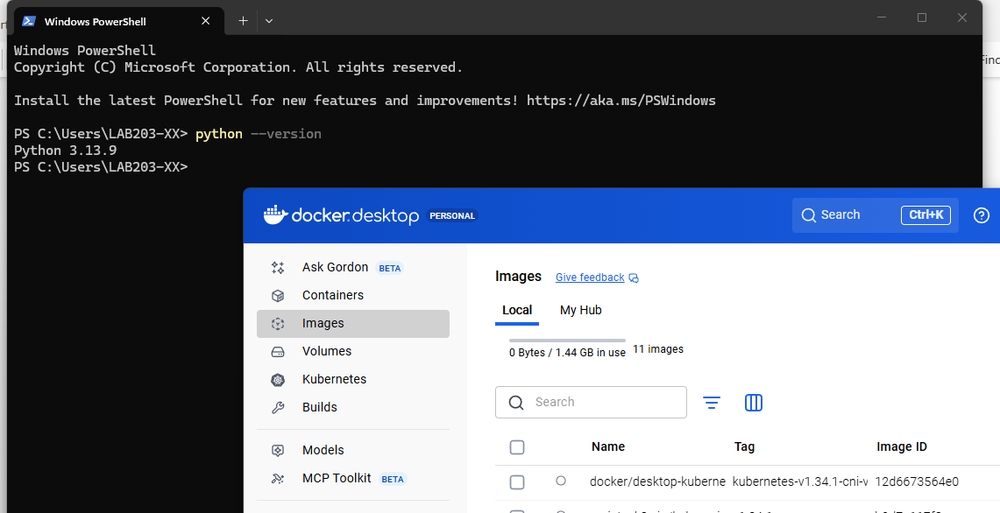 Windows PowerShell
Windows PowerShell
Copyright (C) Microsoft Corporation. All rights reserved.
Install the latest PowerShell for new features and improvements! https://aka.ms/PSWindows
PS C:\Users\LAB203-XX> python --version
Python 3.13.9
PS C:\Users\LAB203-XX>
docker.desktop PERSONAL
Search Ctrl+K
Ask Gordon BETA
Containers
Images
Volumes
Kubernetes
Builds
Models
MCP Toolkit BETA
Images Give feedback
Local My Hub
0 Bytes / 1.44 GB in use 11 images
Search
Name Tag Image ID
docker/desktop-kuberne kubernetes-v1.34.1-cni-v 12d6673564e0